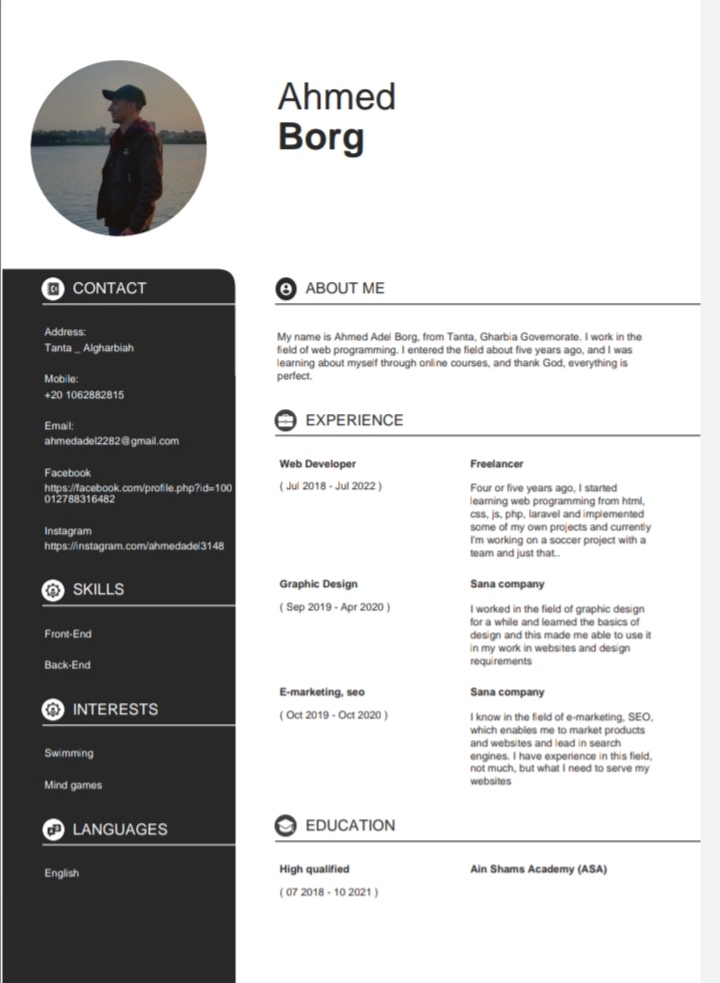 Ahmed
Borg
CONTACT
Address:
Tanta _ Algharbiah
Mobile:
+20 1062882815
Email:
ahmedadel2282@gmail.com
Facebook
https://facebook.com/profile.php?id=100
012788316482
Instagram
https://instagram.com/ahmedadel3148
SKILLS
Front-End
Back-End
INTERESTS
Swimming
Mind games
LANGUAGES
English
ABOUT ME
My name is Ahmed Adel Borg, from Tanta, Gharbia Governorate. I work in the
field of web programming. I entered the field about five years ago, and I was
learning about myself through online courses, and thank God, everything is
perfect.
EXPERIENCE
Web Developer
( Jul 2018 - Jul 2022 )
Freelancer
Four or five years ago, I started
learning web programming from html,
css, js, php, laravel and implemented
some of my own projects and currently
I'm working on a soccer project with a
team and just that..
Graphic Design
( Sep 2019 - Apr 2020 )
Sana company
I worked in the field of graphic design
for a while and learned the basics of
design and this made me able to use it
in my work in websites and design
requirements
E-marketing, seo
( Oct 2019 - Oct 2020 )
Sana company
I know in the field of e-marketing, SEO,
which enables me to market products
and websites and lead in search
engines. I have experience in this field,
not much, but what I need to serve my
websites
EDUCATION
High qualified
( 07 2018 - 10 2021 )
Ain Shams Academy (ASA)